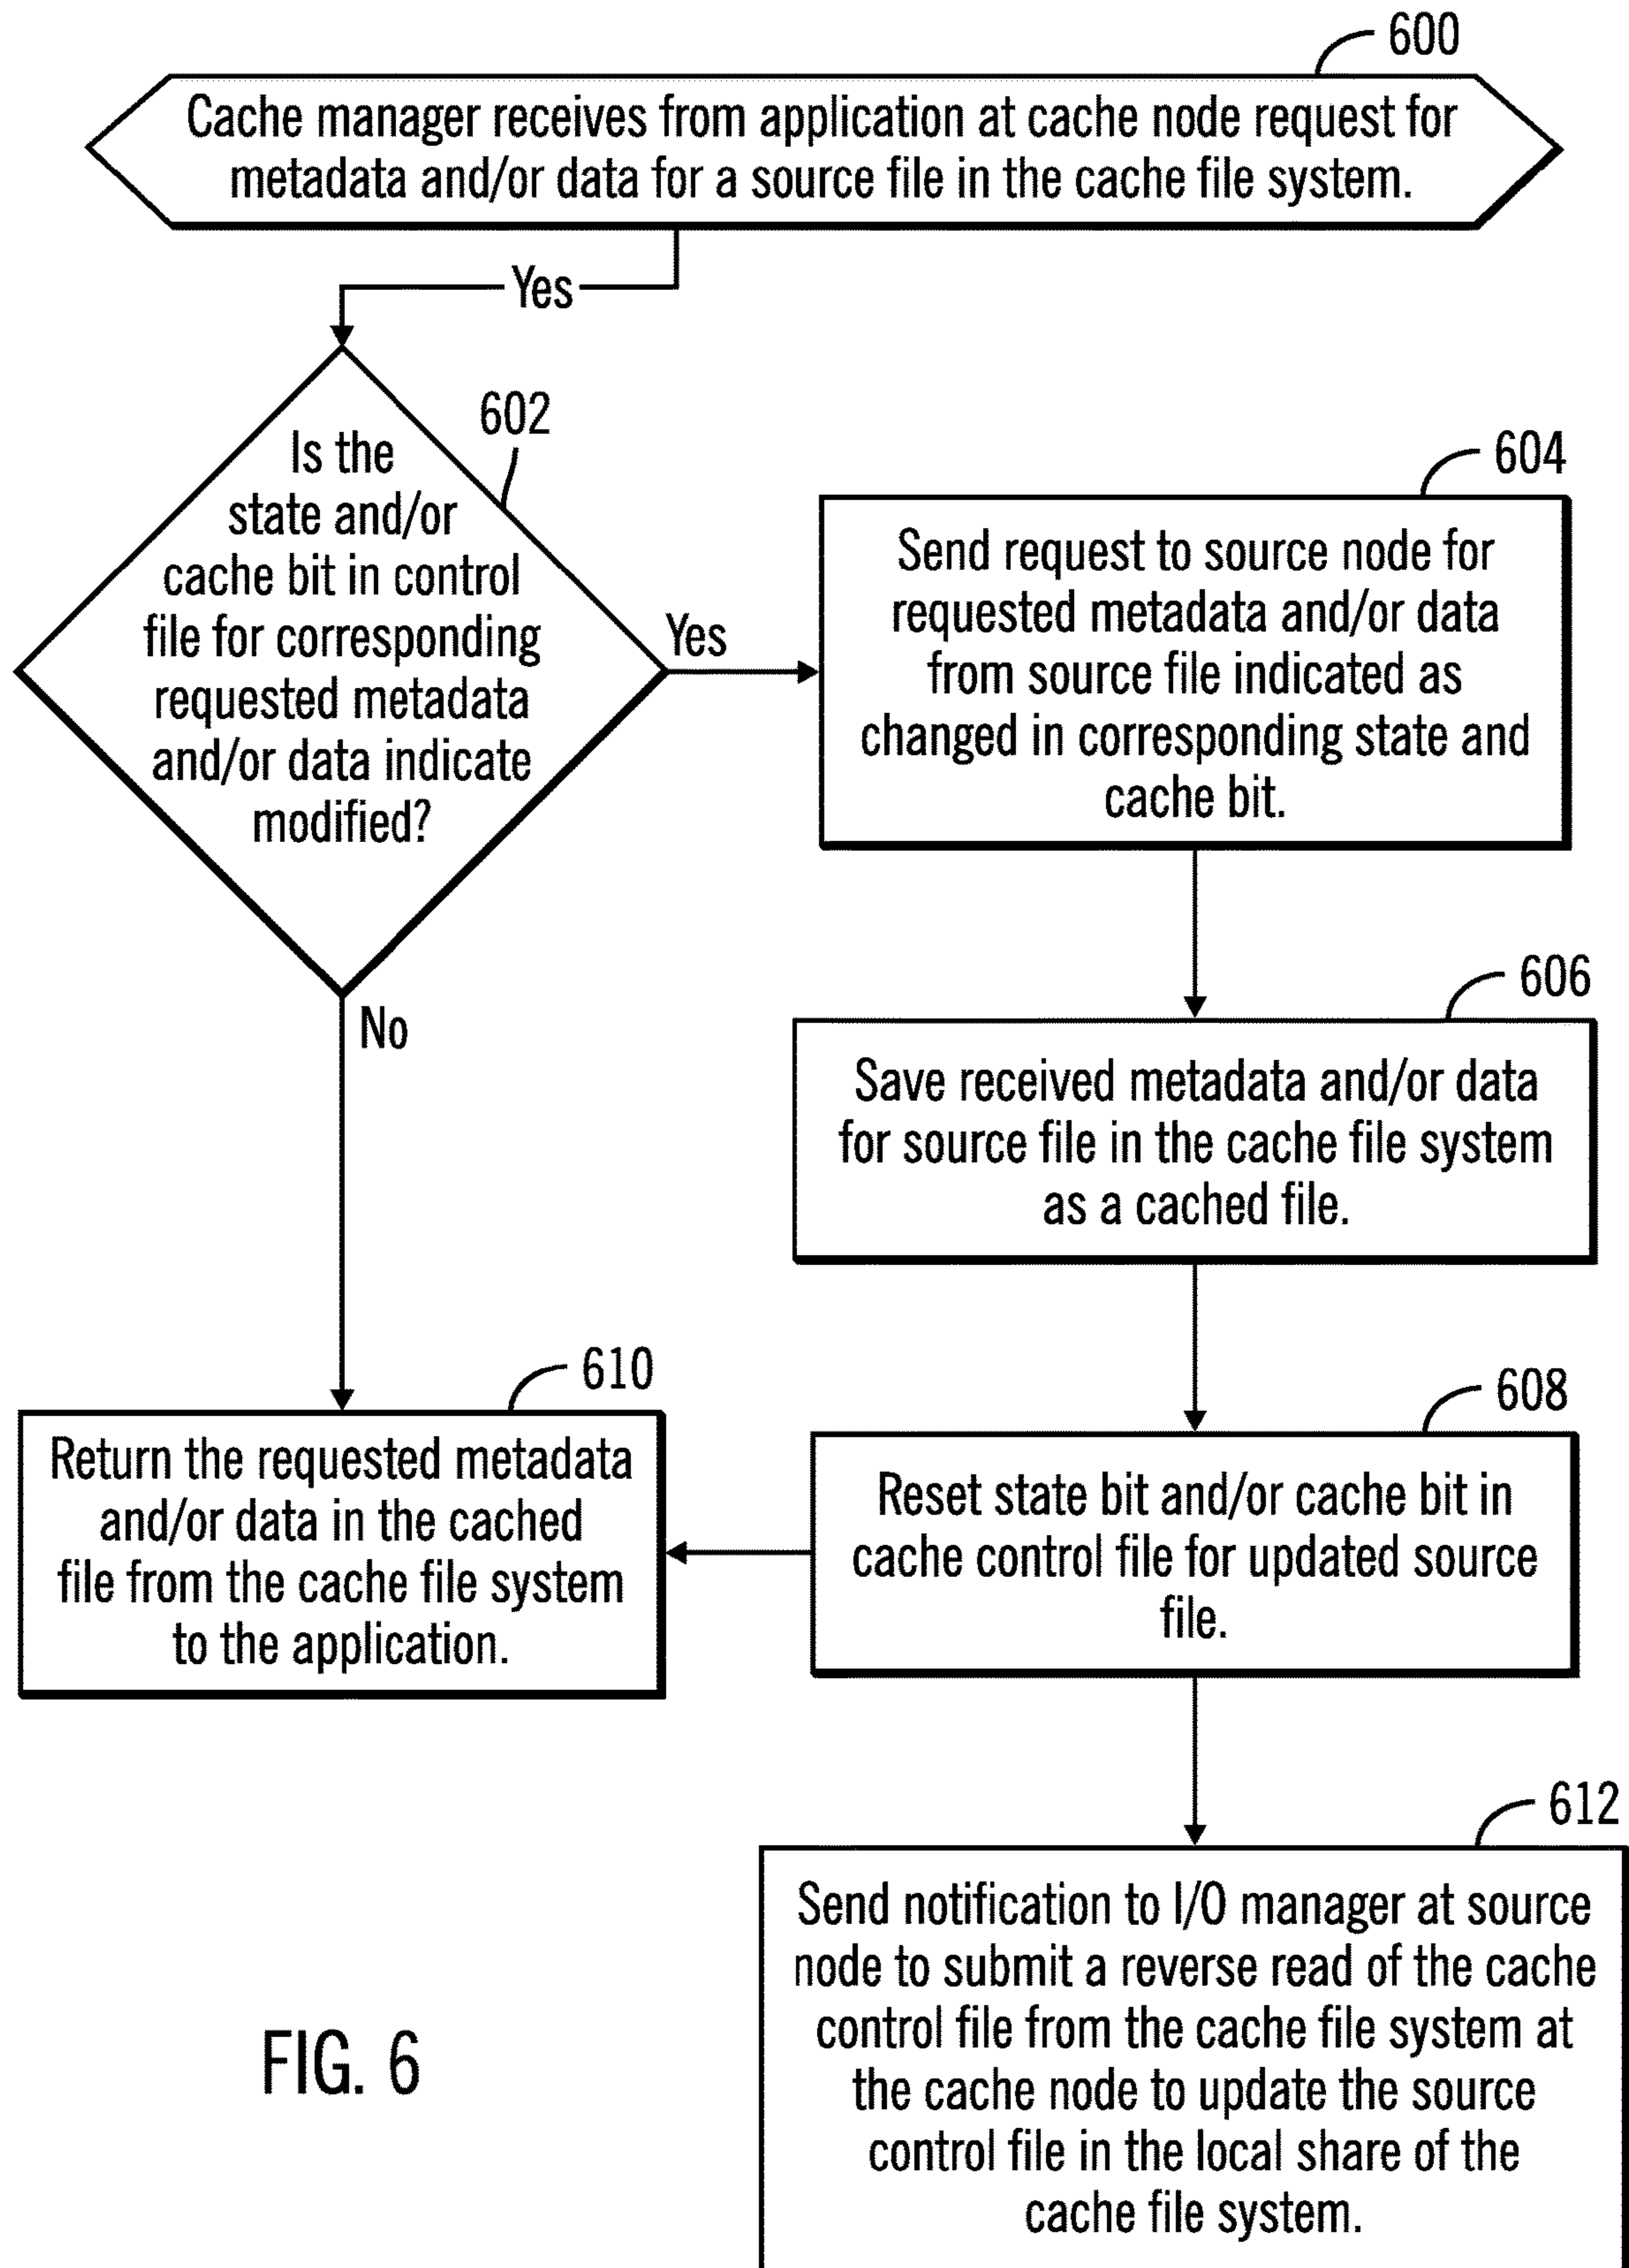 600
Cache manager receives from application at cache node request for
metadata and/or data for a source file in the cache file system.
Yes
602
Is the
state and/or
cache bit in control
file for corresponding
requested metadata
and/or data indicate
modified?
Yes
No
604
Send request to source node for
requested metadata and/or data
from source file indicated as
changed in corresponding state and
cache bit.
606
Save received metadata and/or data
for source file in the cache file system
as a cached file.
608
Reset state bit and/or cache bit in
cache control file for updated source
file.
610
Return the requested metadata
and/or data in the cached
file from the cache file system
to the application.
612
Send notification to I/O manager at source
node to submit a reverse read of the cache
control file from the cache file system at
the cache node to update the source
control file in the local share of the
cache file system.
FIG. 6